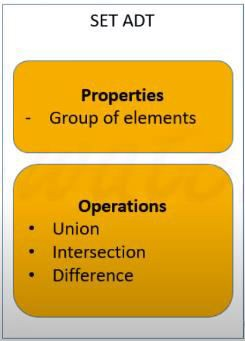 SET ADT
Properties
- Group of elements
Operations
• Union
• Intersection
• Difference